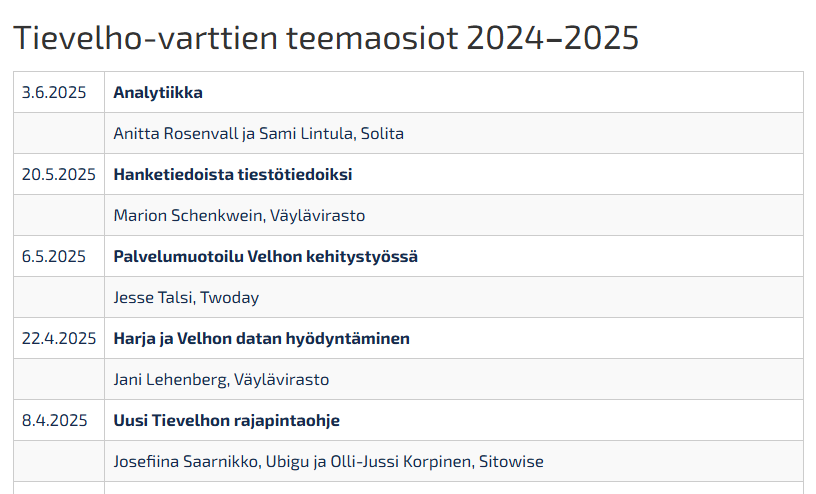 Tievelho-varttien teemaosiot 2024–2025
3.6.2025 Analytiikka
Anitta Rosenvall ja Sami Lintula, Solita
20.5.2025 Hanketiedoista tiestötiedoiksi
Marion Schenkwein, Väylävirasto
6.5.2025 Palvelumuotoilu Velhon kehitystyössä
Jesse Talsi, Twoday
22.4.2025 Harja ja Velhon datan hyödyntäminen
Jani Lehenberg, Väylävirasto
8.4.2025 Uusi Tievelhon rajapintaohje
Josefiina Saarnikko, Ubigu ja Olli-Jussi Korpinen, Sitowise